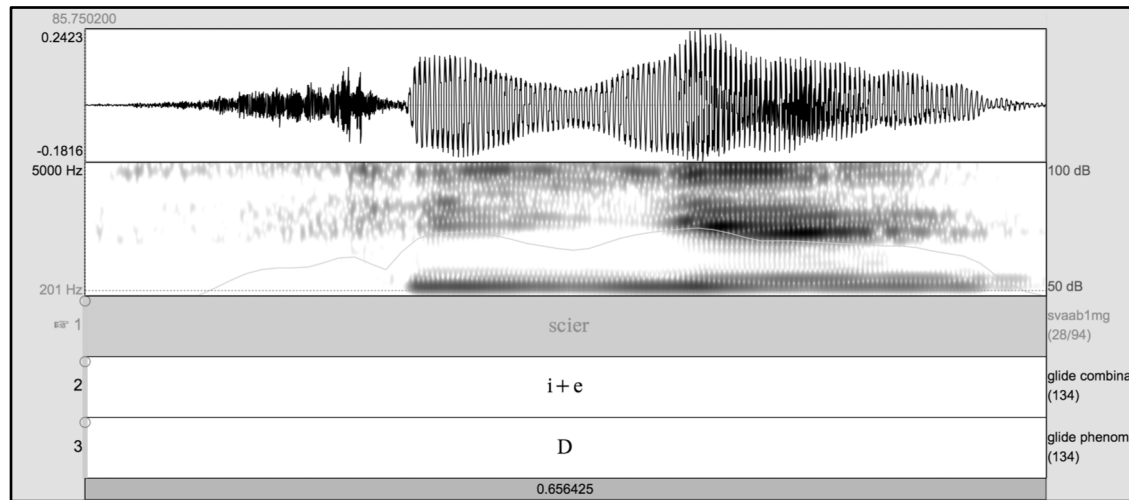 85.750200
0.2423
-0.1816
5000 Hz
100 dB
201 Hz
50 dB
☞ 1
scier
svaab1mg
(28/94)
2
i+e
glide combina
(134)
3
D
glide phenom
(134)
0.656425